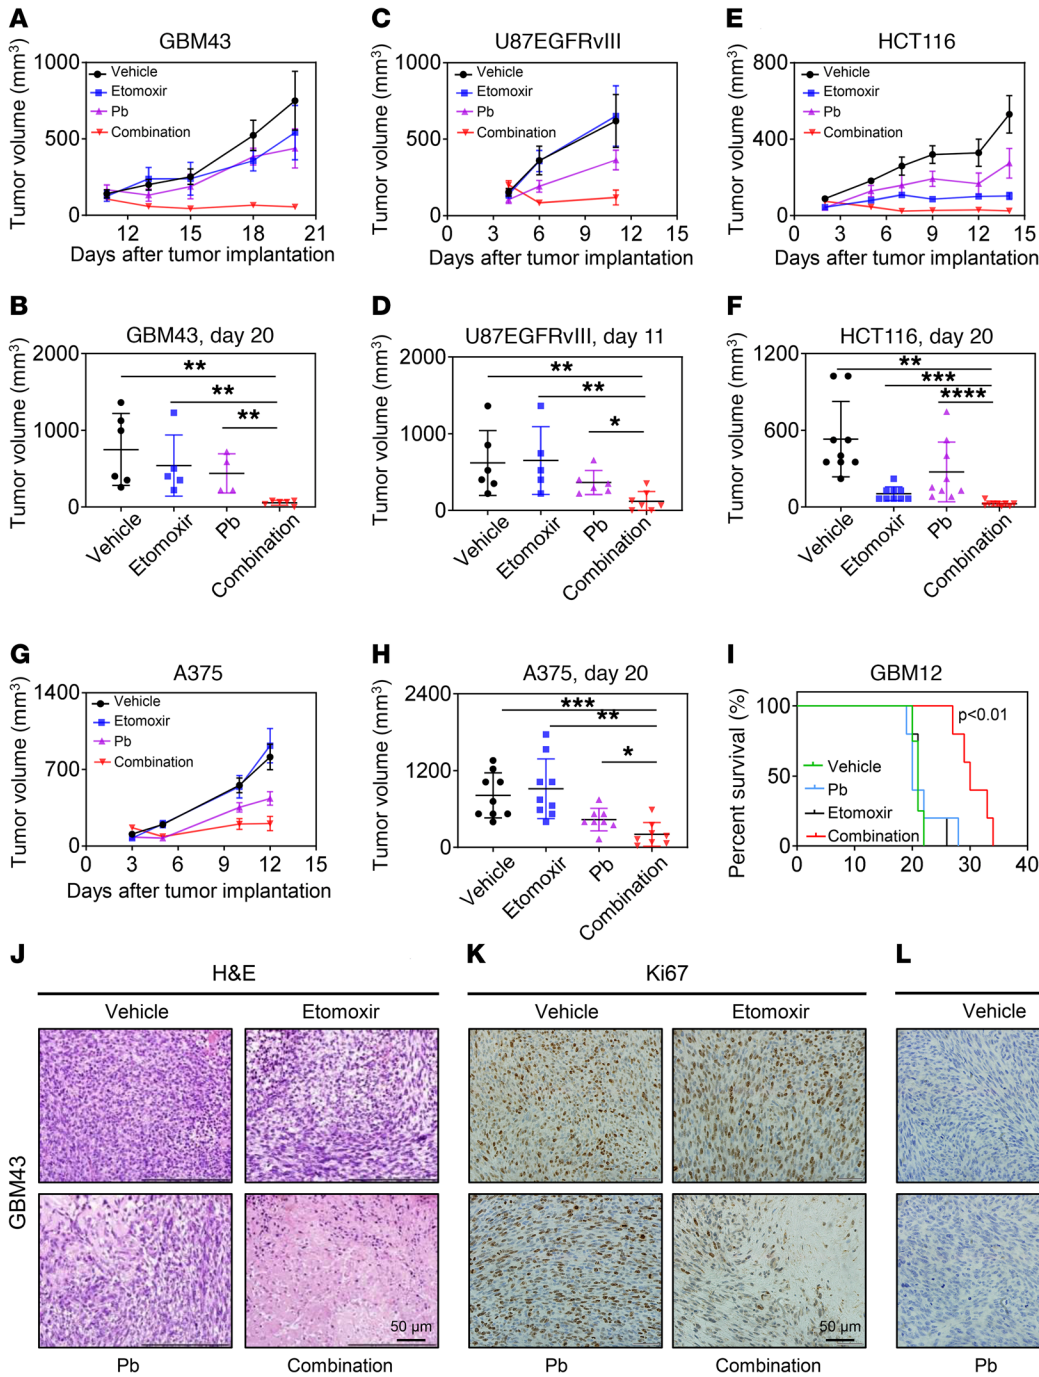 A
GBM43
Tumor volume (mm³)
1000
500
0
12
15
18
21
Days after tumor implantation
Vehicle
Etomoxir
Pb
Combination
C
U87EGFRvIII
Tumor volume (mm³)
1000
500
0
3
6
9
12
15
Days after tumor implantation
Vehicle
Etomoxir
Pb
Combination
E
HCT116
Tumor volume (mm³)
800
400
0
0
3
6
9
12
15
Days after tumor implantation
Vehicle
Etomoxir
Pb
Combination
B
GBM43, day 20
Tumor volume (mm³)
2000
1000
0
**
**
**
Vehicle
Etomoxir
Pb
Combination
D
U87EGFRvIII, day 11
Tumor volume (mm³)
2000
1000
0
**
**
*
Vehicle
Etomoxir
Pb
Combination
F
HCT116, day 20
Tumor volume (mm³)
1200
600
0
**
***
****
Vehicle
Etomoxir
Pb
Combination
G
A375
Tumor volume (mm³)
1400
700
0
0
3
6
9
12
15
Days after tumor implantation
Vehicle
Etomoxir
Pb
Combination
H
A375, day 20
Tumor volume (mm³)
2400
1200
0
***
**
*
Vehicle
Etomoxir
Pb
Combination
I
GBM12
Percent survival (%)
100
50
0
0
10
20
30
40
p<0.01
Vehicle
Pb
Etomoxir
Combination
J
H&E
Vehicle
Etomoxir
GBM43
50 µm
Pb
Combination
K
Ki67
Vehicle
Etomoxir
50 µm
Pb
Combination
L
Vehicle
Pb